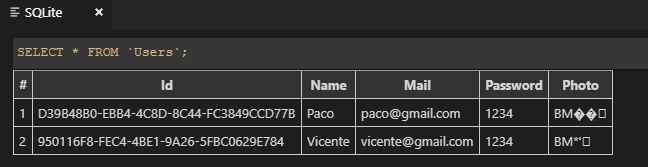 SQLite ×
SELECT * FROM `Users`;
# Id Name Mail Password Photo
1 D39B48B0-EBB4-4C8D-8C44-FC3849CCD77B Paco paco@gmail.com 1234 BM��□
2 950116F8-FEC4-4BE1-9A26-5FBC0629E784 Vicente vicente@gmail.com 1234 BM*'□